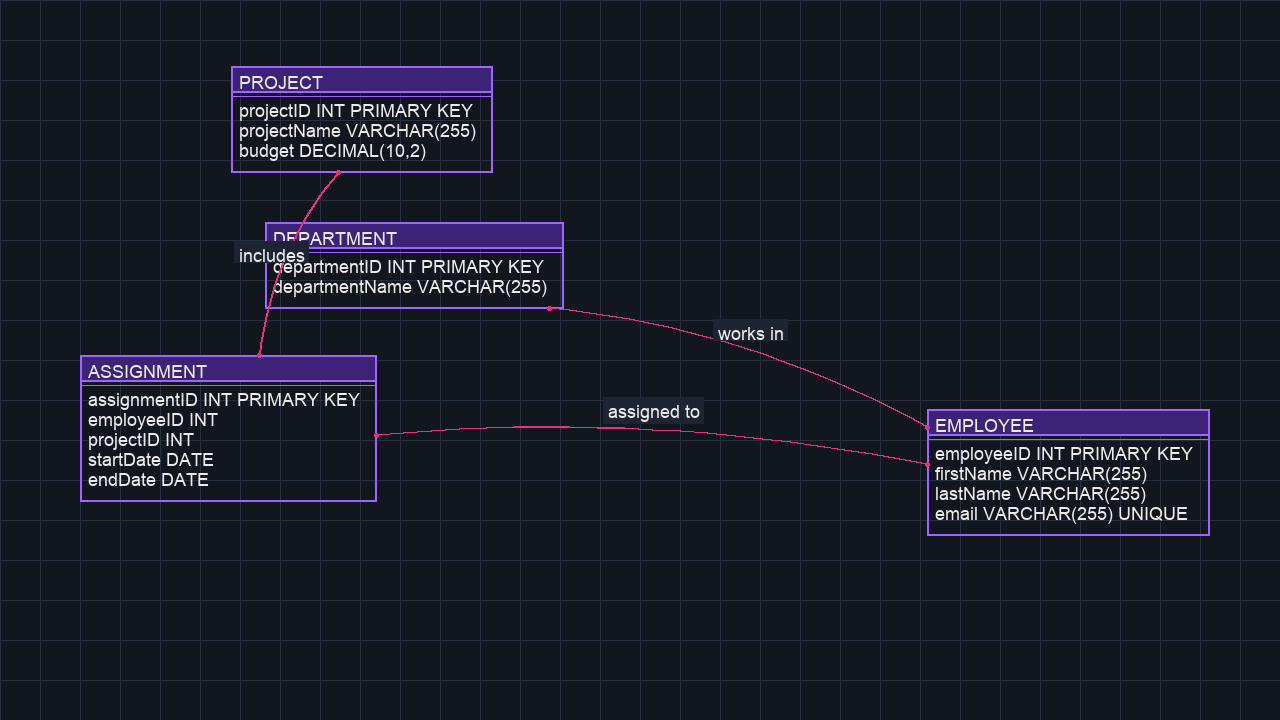 PROJECT
projectID INT PRIMARY KEY
projectName VARCHAR(255)
budget DECIMAL(10,2)
DEPARTMENT
includes
departmentID INT PRIMARY KEY
departmentName VARCHAR(255)
works in
ASSIGNMENT
assignmentID INT PRIMARY KEY
employeeID INT
projectID INT
startDate DATE
endDate DATE
assigned to
EMPLOYEE
employeeID INT PRIMARY KEY
firstName VARCHAR(255)
lastName VARCHAR(255)
email VARCHAR(255) UNIQUE